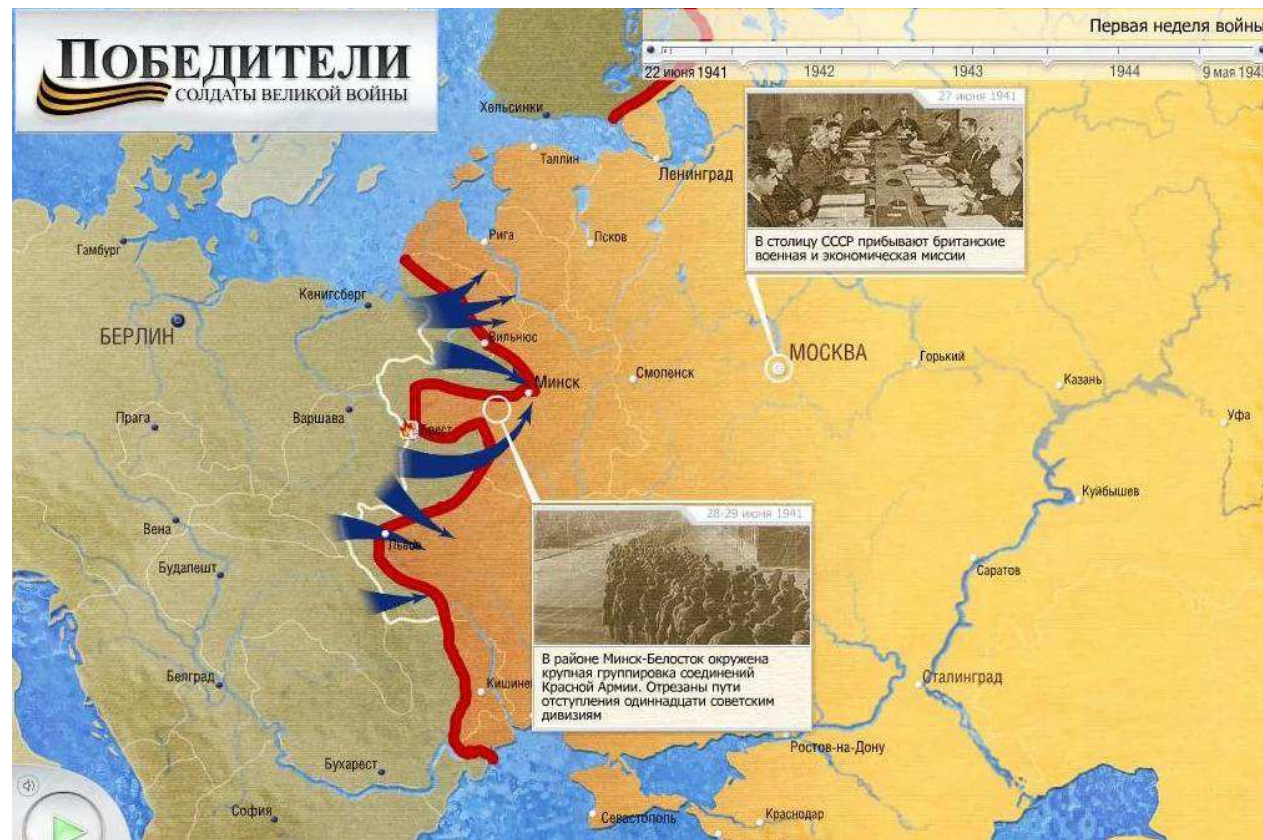 ПОБЕДИТЕЛИ
СОЛДАТЫ ВЕЛИКОЙ ВОЙНЫ
Первая неделя войны
22 июня 1941
1942
1943
1944
9 мая 1945
27 июня 1941
В столицу СССР прибывают британские
военная и экономическая миссии
Хельсинки
Таллин
Ленинград
Рига
Псков
Гамбург
Кенигсберг
БЕРЛИН
Вильнюс
МОСКВА
Горький
Минск
Смоленск
Казань
Прага
Варшава
Брест
Уфа
Куйбышев
28-29 июня 1941
Вена
Львов
Будапешт
Саратов
В районе Минск-Белосток окружена
крупная группировка соединений
Красной Армии. Отрезаны пути
отступления одиннадцати советским
дивизиям
Белград
Кишинев
Сталинград
Ростов-на-Дону
Бухарест
София
Севастополь
Краснодар